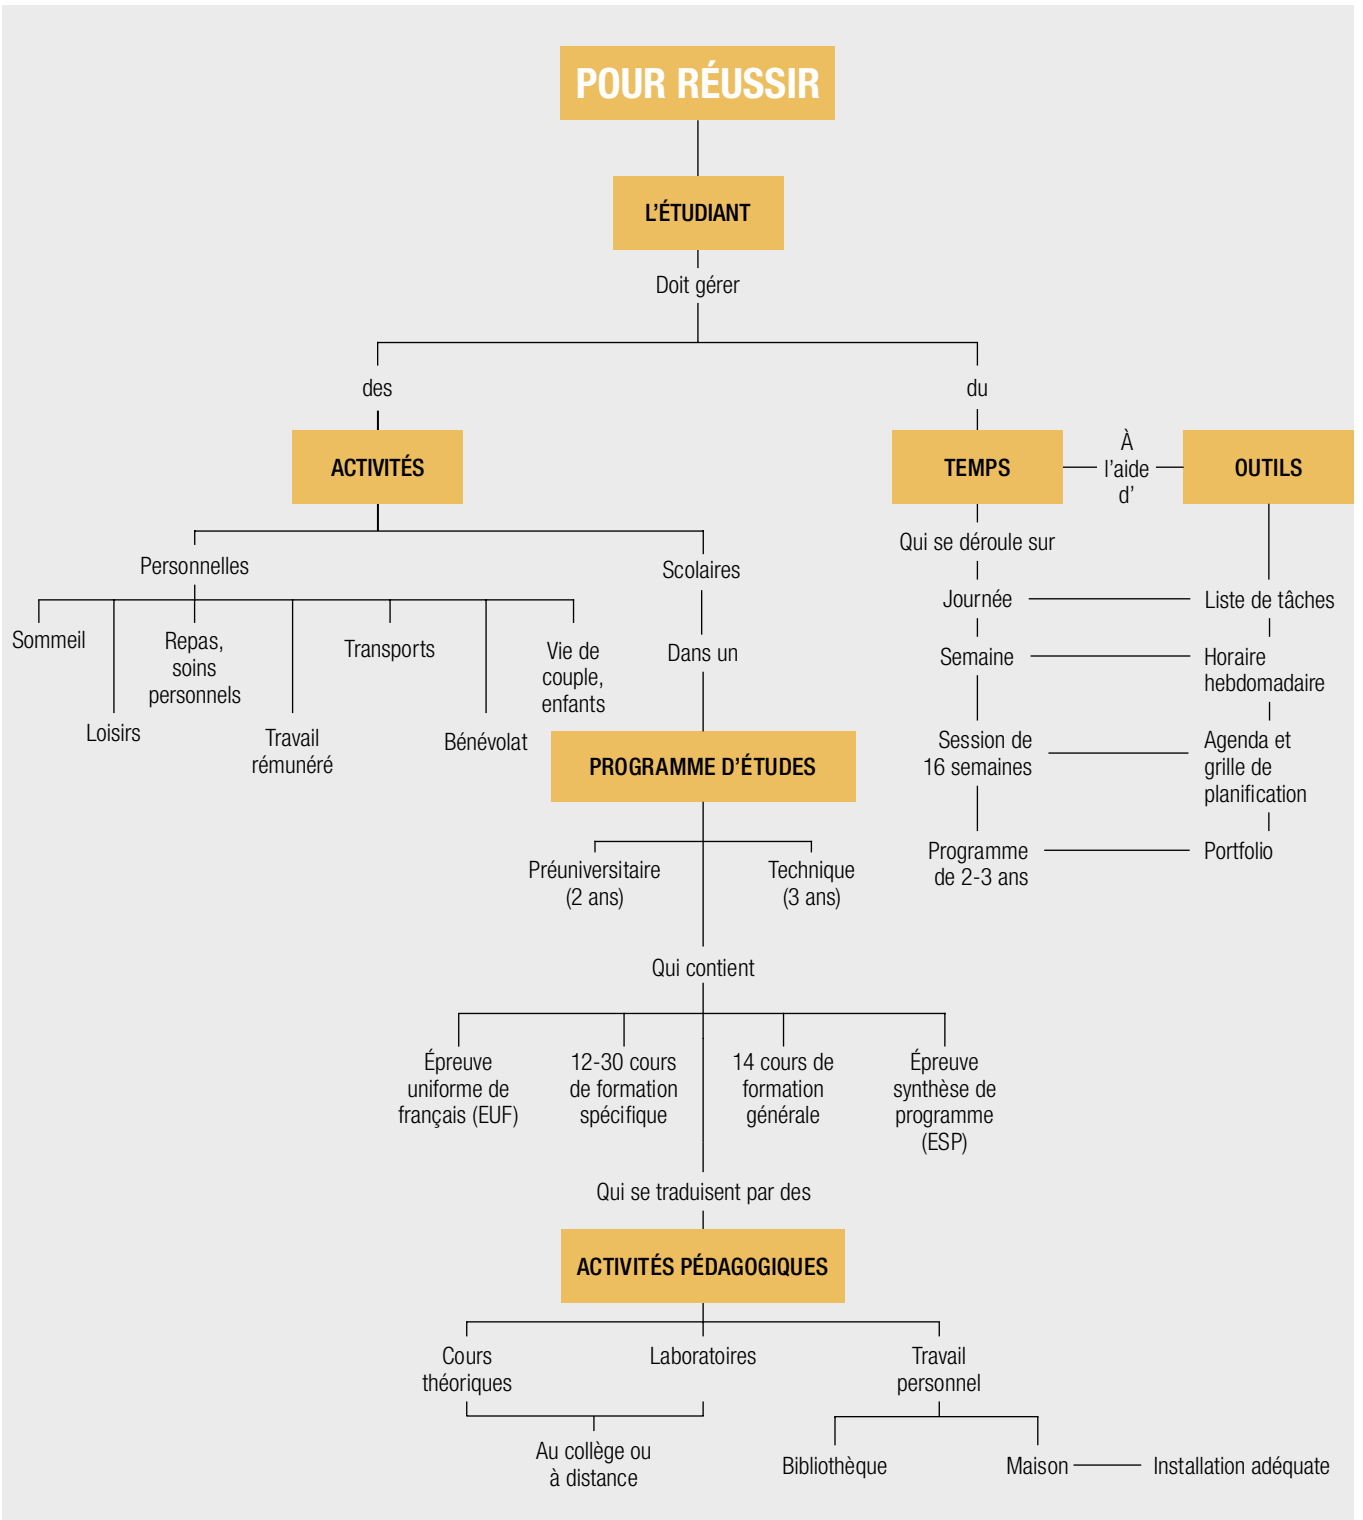 POUR RÉUSSIR
L'ÉTUDIANT
Doit gérer
des
du
ACTIVITÉS
TEMPS
À
l'aide
d'
OUTILS
Personnelles
Scolaires
Qui se déroule sur
Sommeil
Loisirs
Repas,
soins
personnels
Travail
rémunéré
Transports
Bénévolat
Vie de
couple,
enfants
Dans un
Journée
Liste de tâches
Semaine
Horaire
hebdomadaire
Session de
16 semaines
Agenda et
grille de
planification
Programme
de 2-3 ans
Portfolio
PROGRAMME D'ÉTUDES
Préuniversitaire
(2 ans)
Technique
(3 ans)
Qui contient
Épreuve
uniforme de
français (EUF)
12-30 cours
de formation
spécifique
14 cours de
formation
générale
Épreuve
synthèse de
programme
(ESP)
Qui se traduisent par des
ACTIVITÉS PÉDAGOGIQUES
Cours
théoriques
Laboratoires
Travail
personnel
Au collège ou
à distance
Bibliothèque
Maison
Installation adéquate